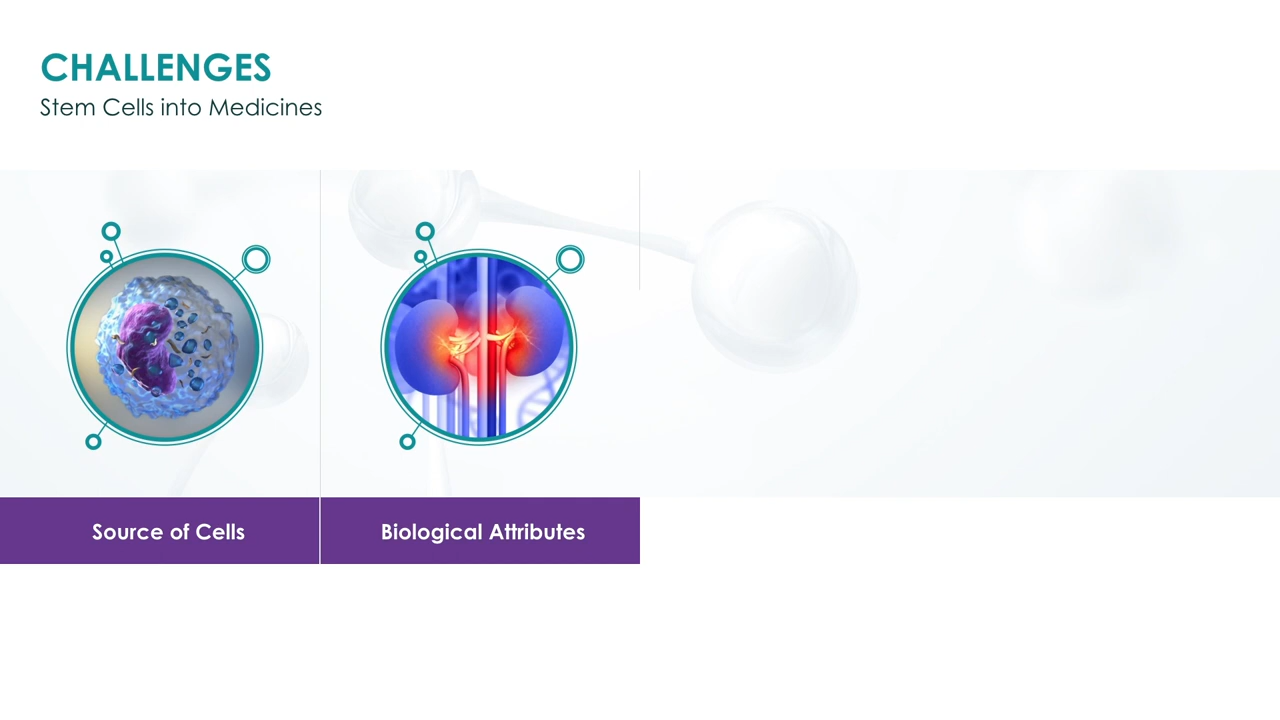 CHALLENGES
Stem Cells into Medicines
Source of Cells
Biological Attributes